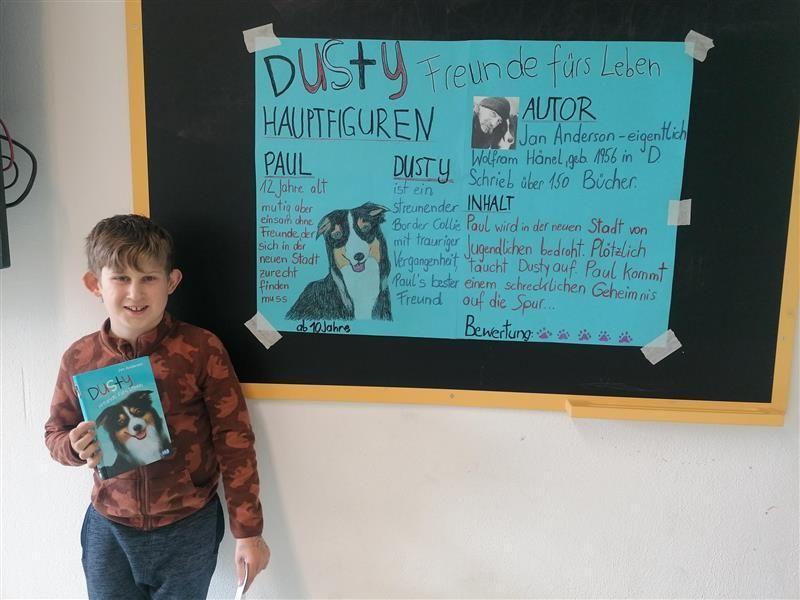 DUSTY Freunde fürs Leben
HAUPTFIGUREN
PAUL
12 Jahre alt
mutig aber
einsam ohne
Freunde, der
sich in der
neuen Stadt
zurecht
finden
muss
DUSTY
ist ein
streunender
Border Collie
mit trauriger
Vergangenheit,
Paul's bester
Freund
ab 10 Jahre
AUTOR
Jan Anderson - eigentlich
Wolfram Hänel, geb. 1956 in D
Schrieb über 150 Bücher.
INHALT
Paul wird in der neuen Stadt von
Jugendlichen bedroht. Plötzlich
taucht Dusty auf. Paul kommt
einem schrecklichen Geheimnis
auf die Spur...
Bewertung:
Jan Andersen
DUSTY